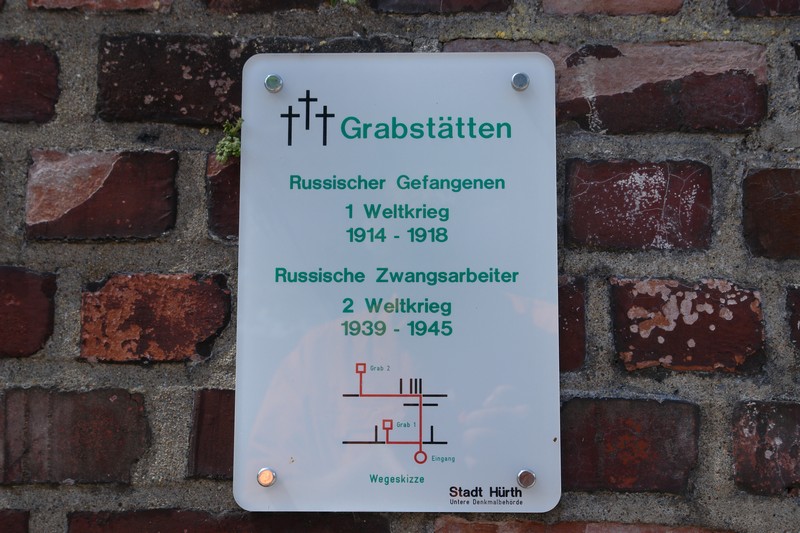 Grabstätten
Russischer Gefangenen
1 Weltkrieg
1914 - 1918
Russische Zwangsarbeiter
2 Weltkrieg
1939 - 1945
Grab 2
Grab 1
Eingang
Wegeskizze
Stadt Hürth
Untere Denkmalbehörde